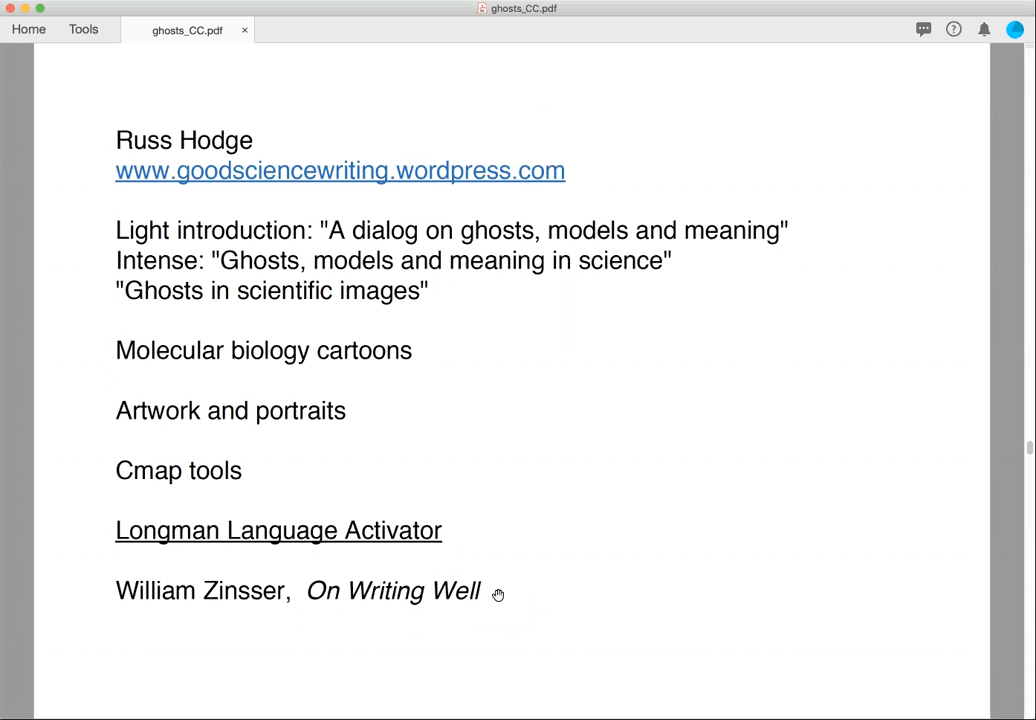 ghosts_CC.pdf
Home Tools ghosts_CC.pdf ×
Russ Hodge
www.goodsciencewriting.wordpress.com
Light introduction: "A dialog on ghosts, models and meaning"
Intense: "Ghosts, models and meaning in science"
"Ghosts in scientific images"
Molecular biology cartoons
Artwork and portraits
Cmap tools
Longman Language Activator
William Zinsser, On Writing Well